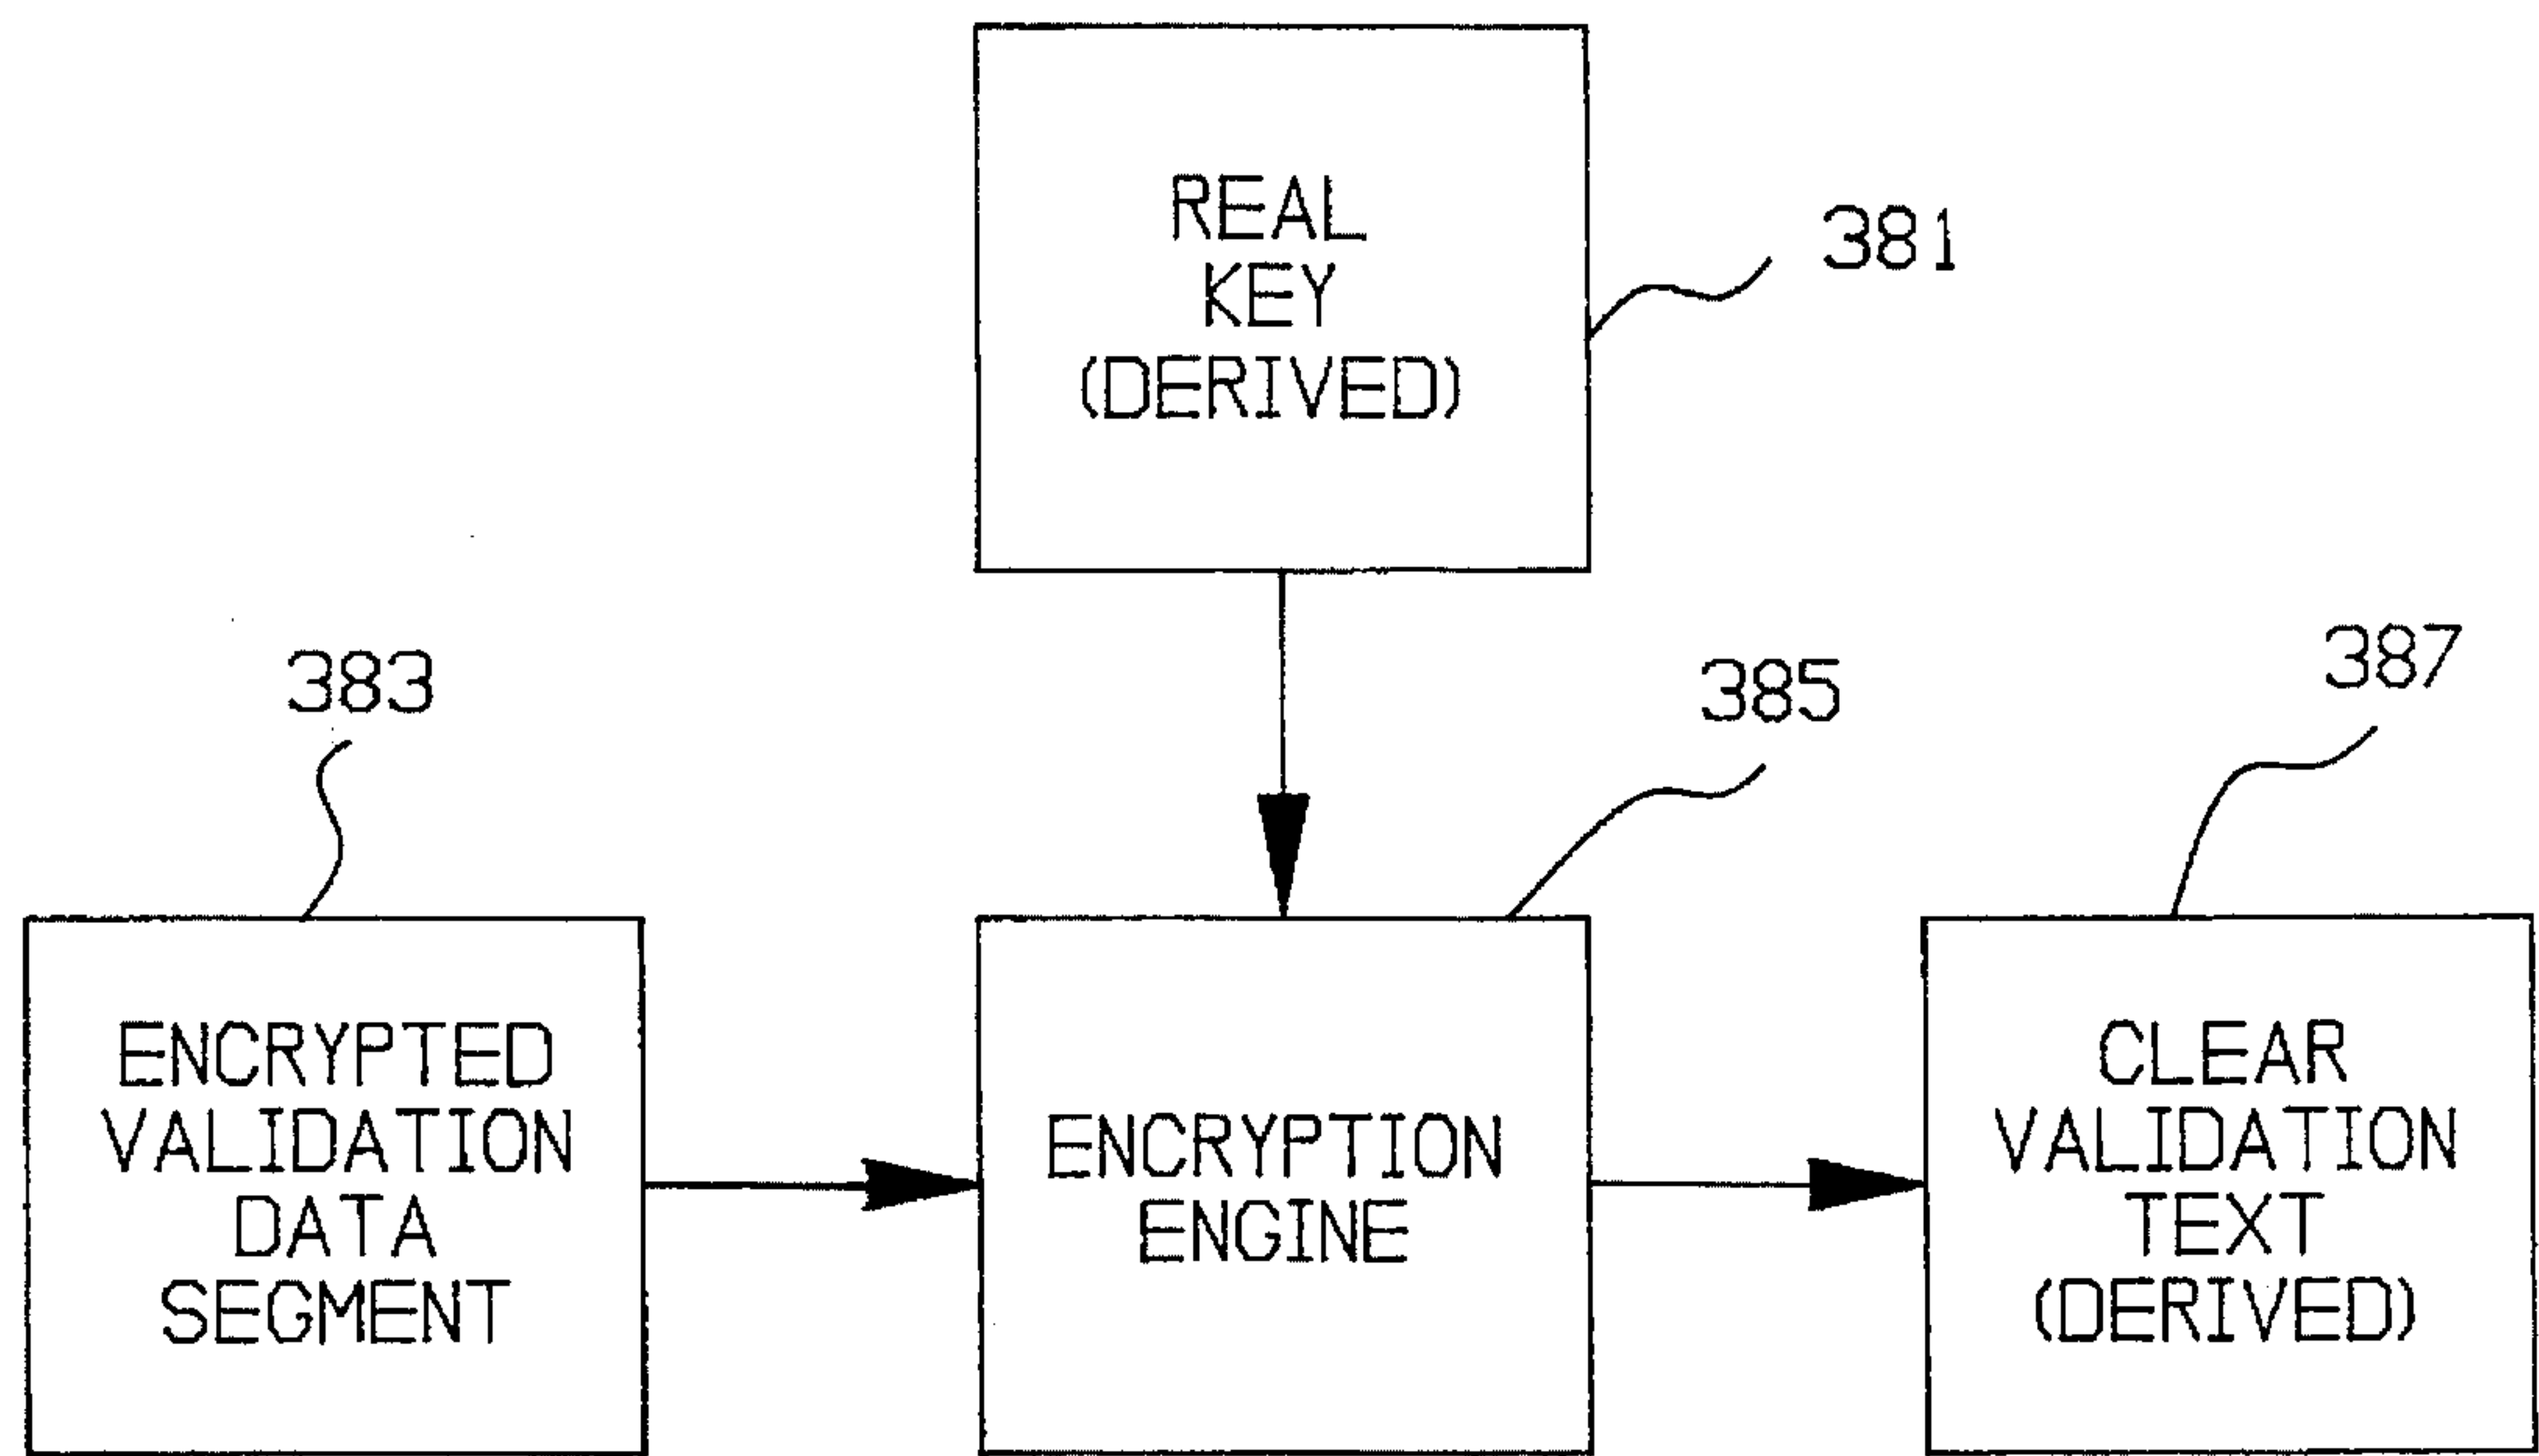 REAL
KEY
(DERIVED)
381
383
385
387
ENCRYPTED
VALIDATION
DATA
SEGMENT
ENCRYPTION
ENGINE
CLEAR
VALIDATION
TEXT
(DERIVED)